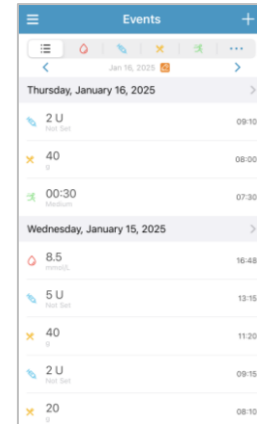 Events
Jan 16, 2025
Thursday, January 16, 2025
2 U
Not Set
09:10
40
g
08:00
00:30
Medium
07:30
Wednesday, January 15, 2025
8.5
mmol/L
16:48
5 U
Not Set
13:15
40
g
11:20
2 U
Not Set
09:15
20
g
08:10